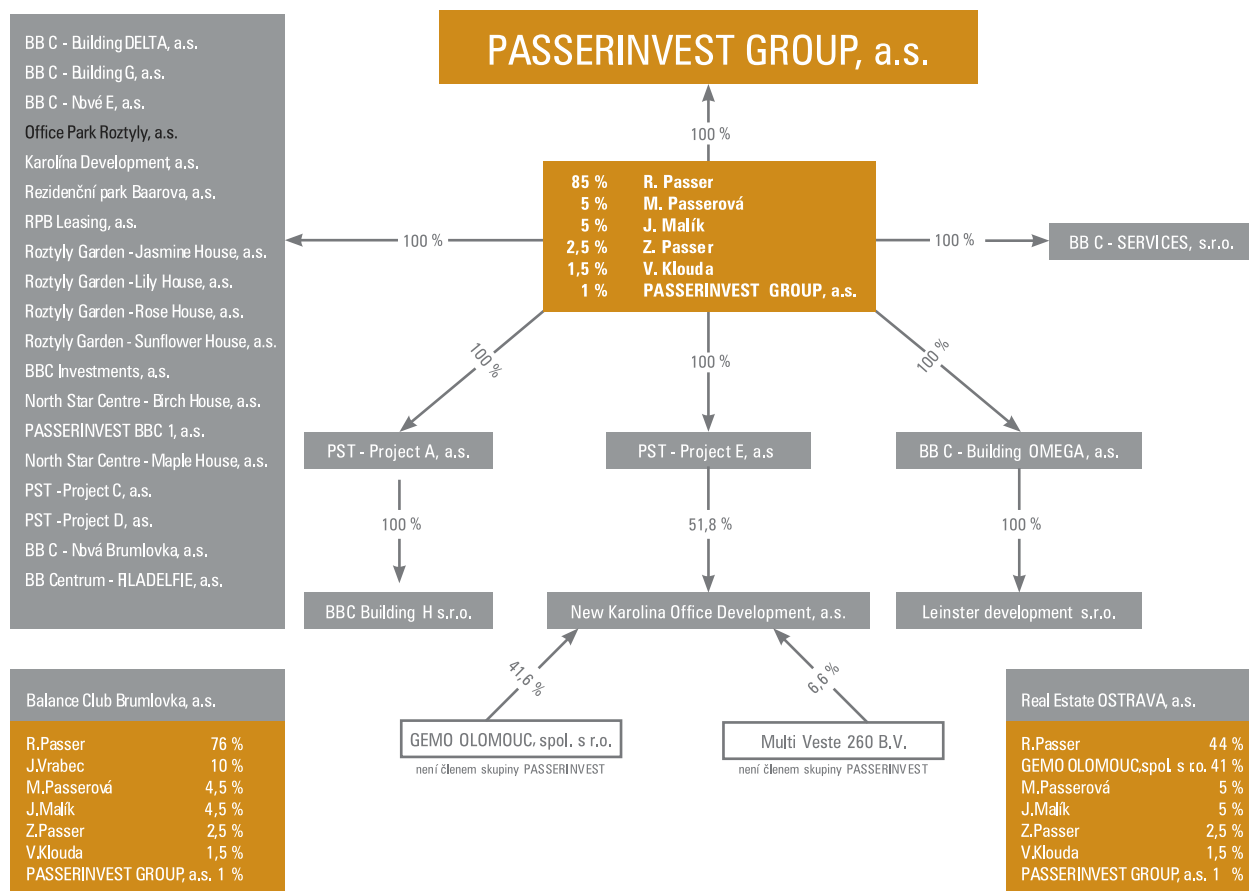 PASSERINVEST GROUP, a.s.
BB C - Building DELTA, a.s.
BB C - Building G, a.s.
BB C - Nové E, a.s.
Office Park Roztyly, a.s.
Karolína Development, a.s.
Rezidenční park Baarova, a.s.
RPB Leasing, a.s.
Roztyly Garden - Jasmine House, a.s.
Roztyly Garden - Lily House, a.s.
Roztyly Garden - Rose House, a.s.
Roztyly Garden - Sunflower House, a.s.
BBC Investments, a.s.
North Star Centre - Birch House, a.s.
PASSERINVEST BBC 1, a.s.
North Star Centre - Maple House, a.s.
PST - Project C, a.s.
PST - Project D, as.
BB C - Nová Brumlovka, a.s.
BB Centrum - FILADELFIE, a.s.
100 %
85 % R. Passer
5 % M. Passerová
5 % J. Malík
2,5 % Z. Passer
1,5 % V. Klouda
1 % PASSERINVEST GROUP, a.s.
100 %
100 %
BB C - SERVICES, s.r.o.
100 %
100 %
100 %
PST - Project A, a.s.
PST - Project E, a.s
BB C - Building OMEGA, a.s.
100 %
51,8 %
100 %
BBC Building H s.r.o.
New Karolina Office Development, a.s.
Leinster development s.r.o.
41,6 %
6,6 %
GEMO OLOMOUC, spol. s r.o.
není členem skupiny PASSERINVEST
Multi Veste 260 B.V.
není členem skupiny PASSERINVEST
Balance Club Brumlovka, a.s.
R.Passer 76 %
J.Vrabec 10 %
M.Passerová 4,5 %
J.Malík 4,5 %
Z.Passer 2,5 %
V.Klouda 1,5 %
PASSERINVEST GROUP, a.s. 1 %
Real Estate OSTRAVA, a.s.
R.Passer 44 %
GEMO OLOMOUC,spol. s r.o. 41 %
M.Passerová 5 %
J.Malík 5 %
Z.Passer 2,5 %
V.Klouda 1,5 %
PASSERINVEST GROUP, a.s. 1 %